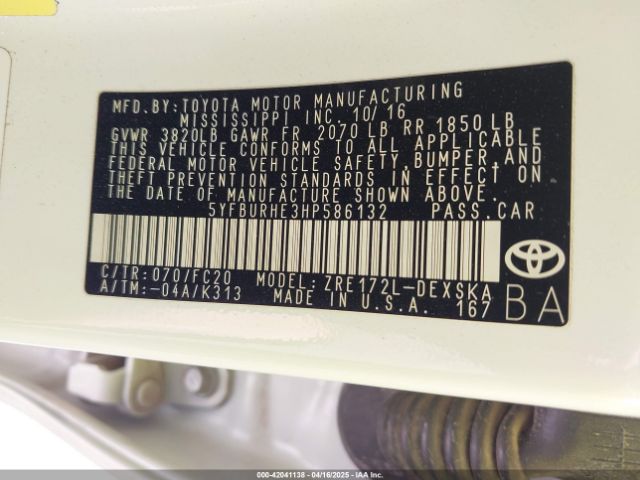 MFD.BY: TOYOTA MOTOR MANUFACTURING
MISSISSIPPI INC. 10/16
GVWR 3820LB GAWR FR 2070 LB RR 1850 LB
THIS VEHICLE CONFORMS TO ALL APPLICABLE
FEDERAL MOTOR VEHICLE SAFETY, BUMPER, AND
THEFT PREVENTION STANDARDS IN EFFECT ON
THE DATE OF MANUFACTURE SHOWN ABOVE.
5YFBURHE3HP586132 PASS.CAR
C/TR: 070/FC20 MODEL: ZRE172L-DEXSKA
A/TM: -04A/K313 MADE IN U.S.A. 167
BA
000-42041138 - 04/16/2025 - IAA Inc.